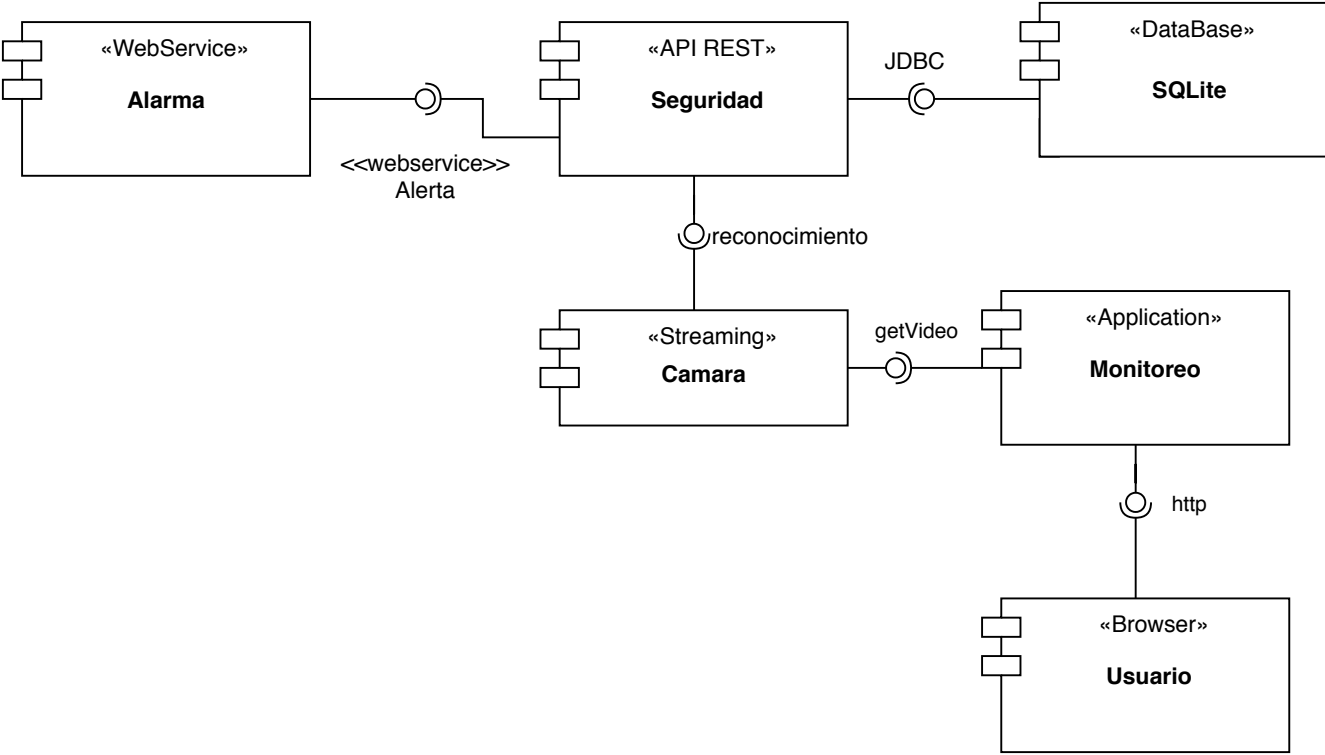 «WebService»
Alarma
<<webservice>>
Alerta
«API REST»
Seguridad
JDBC
«DataBase»
SQLite
reconocimiento
«Streaming»
Camara
getVideo
«Application»
Monitoreo
http
«Browser»
Usuario